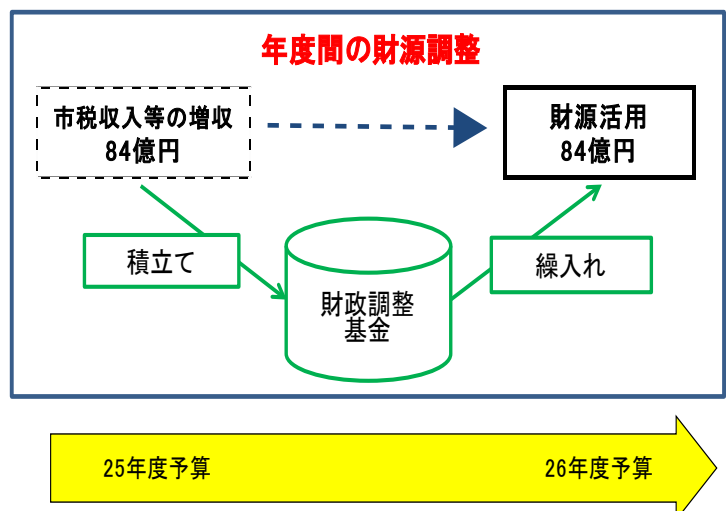 年度間の財源調整
市税収入等の増収
84億円
財源活用
84億円
積立て
繰入れ
財政調整
基金
25年度予算
26年度予算